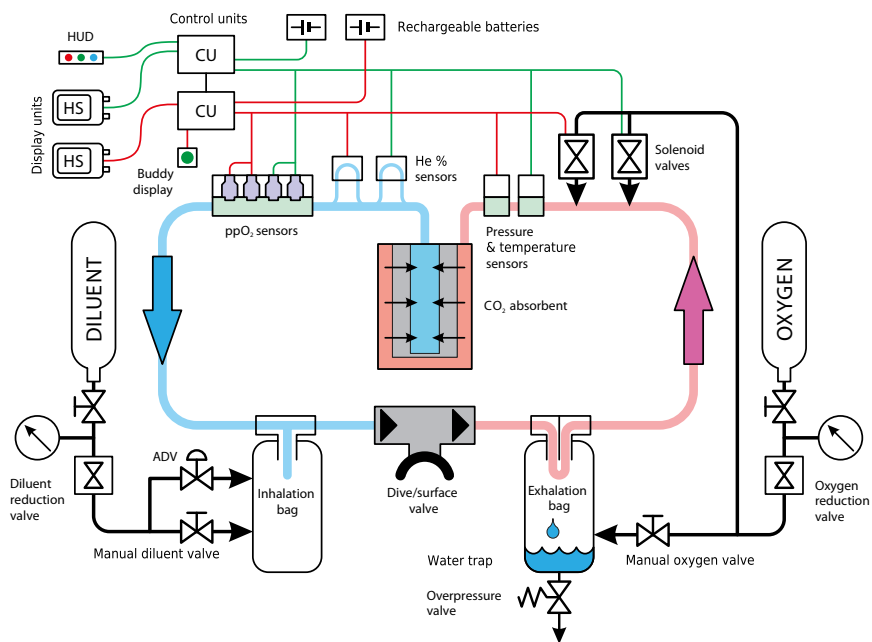 Control units
HUD
CU
Rechargeable batteries
Display units
HS
CU
HS
Buddy
display
He %
sensors
Solenoid
valves
ppO₂ sensors
Pressure
& temperature
sensors
DILUENT
OXYGEN
CO₂ absorbent
ADV
Diluent
reduction
valve
Inhalation
bag
Dive/surface
valve
Exhalation
bag
Oxygen
reduction
valve
Manual diluent valve
Water trap
Manual oxygen valve
Overpressure
valve